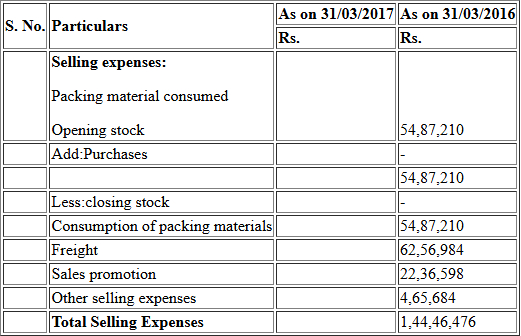 S. No. Particulars As on 31/03/2017 As on 31/03/2016
Rs. Rs.
Selling expenses:
Packing material consumed
Opening stock 54,87,210
Add:Purchases -
54,87,210
Less:closing stock -
Consumption of packing materials 54,87,210
Freight 62,56,984
Sales promotion 22,36,598
Other selling expenses 4,65,684
Total Selling Expenses 1,44,46,476